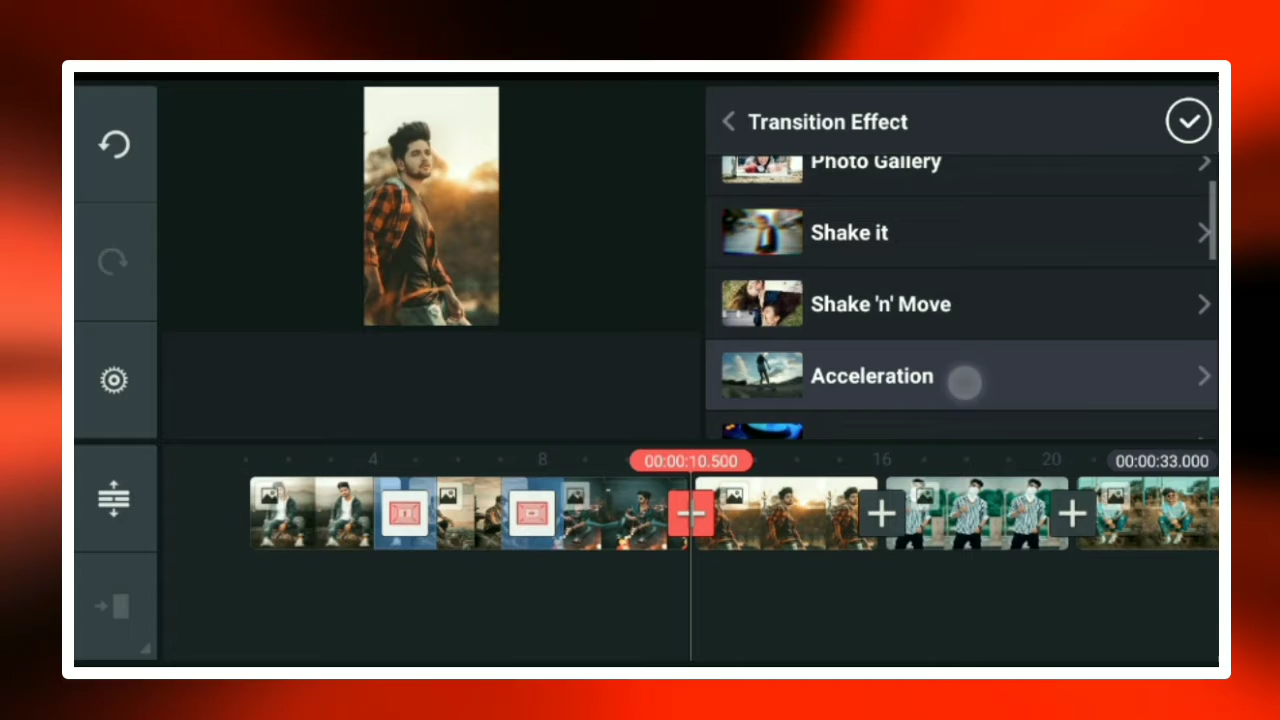 Transition Effect
Photo Gallery
Shake it
Shake 'n' Move
Acceleration
4
8
00:00:10.500
16
20
00:00:33.000